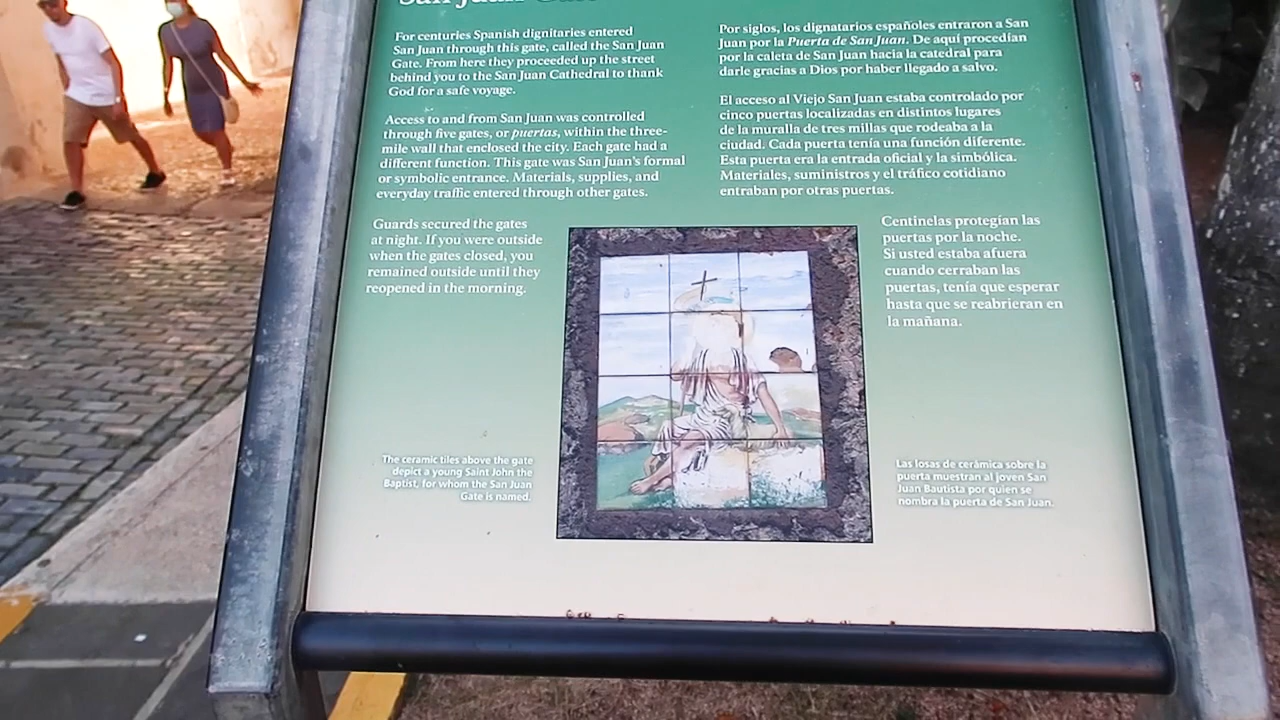 San Juan Gate
For centuries Spanish dignitaries entered
San Juan through this gate, called the San Juan
Gate. From here they proceeded up the street
behind you to the San Juan Cathedral to thank
God for a safe voyage.
Access to and from San Juan was controlled
through five gates, or puertas, within the three-
mile wall that enclosed the city. Each gate had a
different function. This gate was San Juan's formal
or symbolic entrance. Materials, supplies, and
everyday traffic entered through other gates.
Guards secured the gates
at night. If you were outside
when the gates closed, you
remained outside until they
reopened in the morning.
The ceramic tiles above the gate
depict a young Saint John the
Baptist, for whom the San Juan
Gate is named.
Por siglos, los dignatarios españoles entraron a San
Juan por la Puerta de San Juan. De aquí procedían
por la caleta de San Juan hacia la catedral para
darle gracias a Dios por haber llegado a salvo.
El acceso al Viejo San Juan estaba controlado por
cinco puertas localizadas en distintos lugares
de la muralla de tres millas que rodeaba a la
ciudad. Cada puerta tenía una función diferente.
Esta puerta era la entrada oficial y la simbólica.
Materiales, suministros y el tráfico cotidiano
entraban por otras puertas.
Centinelas protegían las
puertas por la noche.
Si usted estaba afuera
cuando cerraban las
puertas, tenía que esperar
hasta que se reabrieran en
la mañana.
Las losas de cerámica sobre la
puerta muestran al joven San
Juan Bautista por quien se
nombra la puerta de San Juan.